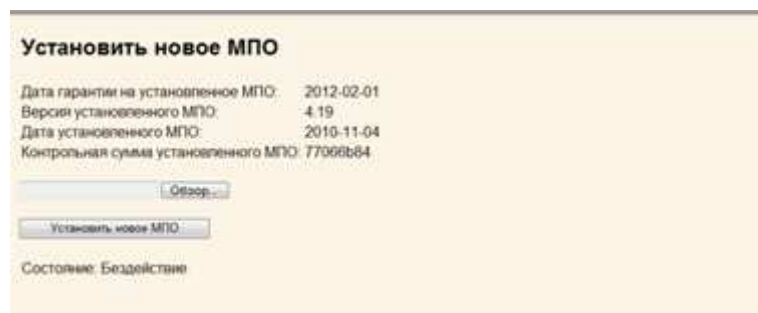 Установить новое МПО
Дата гарантии на установленное МПО: 2012-02-01
Версия установленного МПО: 4.19
Дата установленного МПО: 2010-11-04
Контрольная сумма установленного МПО: 77066b84
Обзор...
Установить новое МПО
Состояние: Бездействие